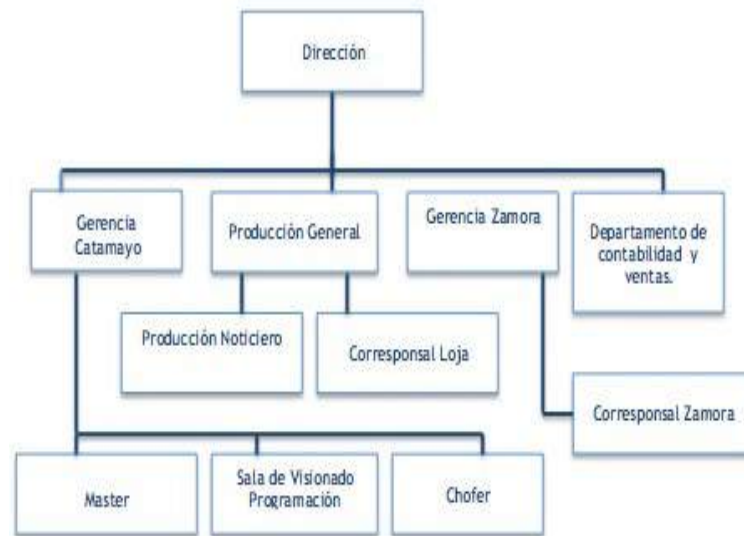 Dirección
Gerencia
Catamayo
Producción General
Gerencia Zamora
Departamento de
contabilidad y
ventas.
Producción Noticiero
Corresponsal Loja
Corresponsal Zamora
Master
Sala de Visionado
Programación
Chofer